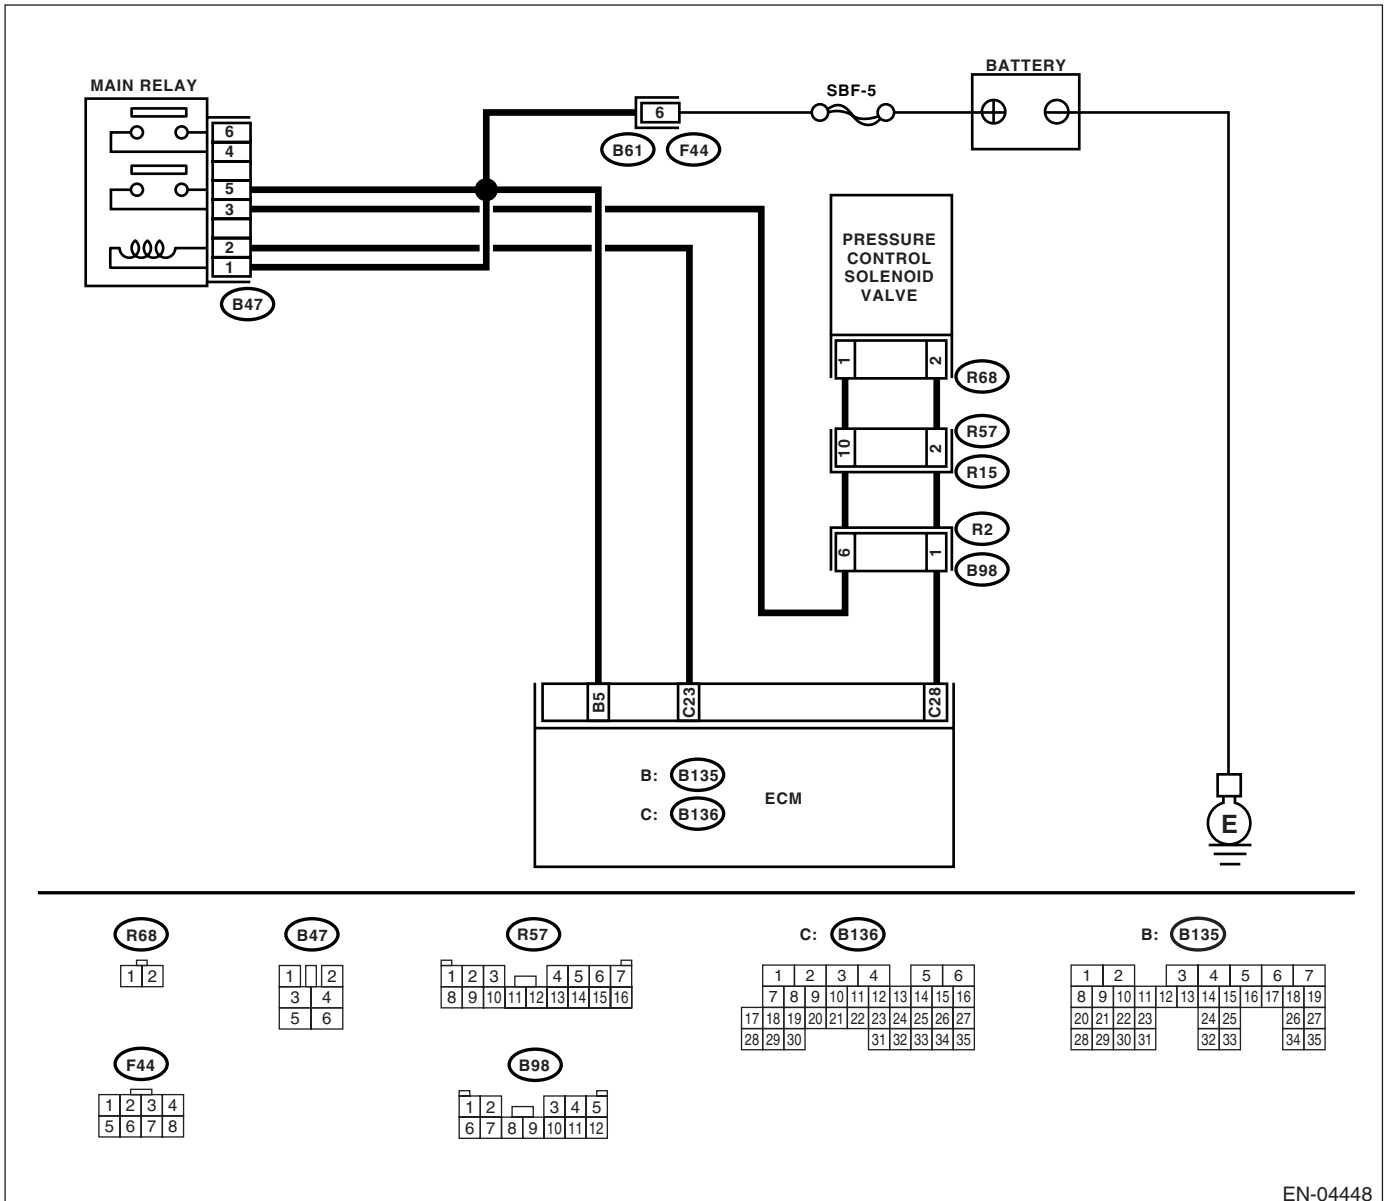 BATTERY
MAIN RELAY
SBF-5
6
B61 F44
6
4
5
3
2
1
B47
PRESSURE
CONTROL
SOLENOID
VALVE
1 2
R68
10 2
R57
R15
6 1
R2
B98
B5 C23 C28
B: B135
C: B136
ECM
E
R68
1 2
B47
1 2
3 4
5 6
R57
1 2 3 4 5 6 7
8 9 10 11 12 13 14 15 16
C: B136
1 2 3 4 5 6
7 8 9 10 11 12 13 14 15 16
17 18 19 20 21 22 23 24 25 26 27
28 29 30 31 32 33 34 35
B: B135
1 2 3 4 5 6 7
8 9 10 11 12 13 14 15 16 17 18 19
20 21 22 23 24 25 26 27
28 29 30 31 32 33 34 35
F44
1 2 3 4
5 6 7 8
B98
1 2 3 4 5
6 7 8 9 10 11 12
EN-04448